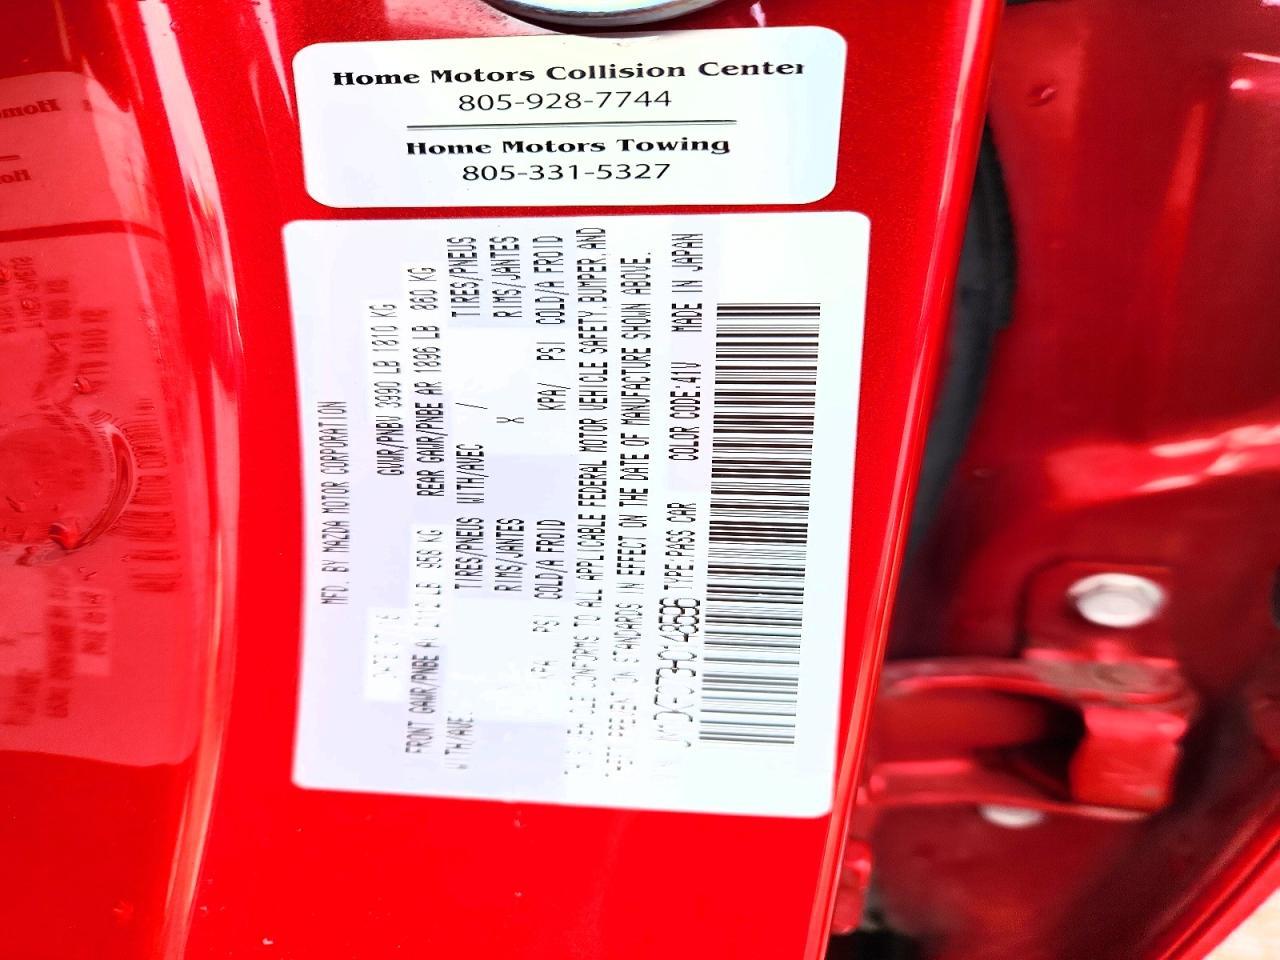 Home Motors Collision Center
805-928-7744
Home Motors Towing
805-331-5327
MFD. BY MAZDA MOTOR CORPORATION
GVWR/PNBV 3990 LB 1810 KG
FRONT GAWR/PNBE LB 956 KG REAR GAWR/PNBE AR 1896 LB 860 KG
TIRES/PNEUS WITH/AVEC / TIRES/PNEUS
RIMS/JANTES X RIMS/JANTES
PSI COLD/A FROID KPA/ PSI COLD/A FROID
CONFORMS TO ALL APPLICABLE FEDERAL MOTOR VEHICLE SAFETY, BUMPER, AND
STANDARDS IN EFFECT ON THE DATE OF MANUFACTURE SHOWN ABOVE.
TYPE:PASS CAR COLOR CODE:41V MADE IN JAPAN